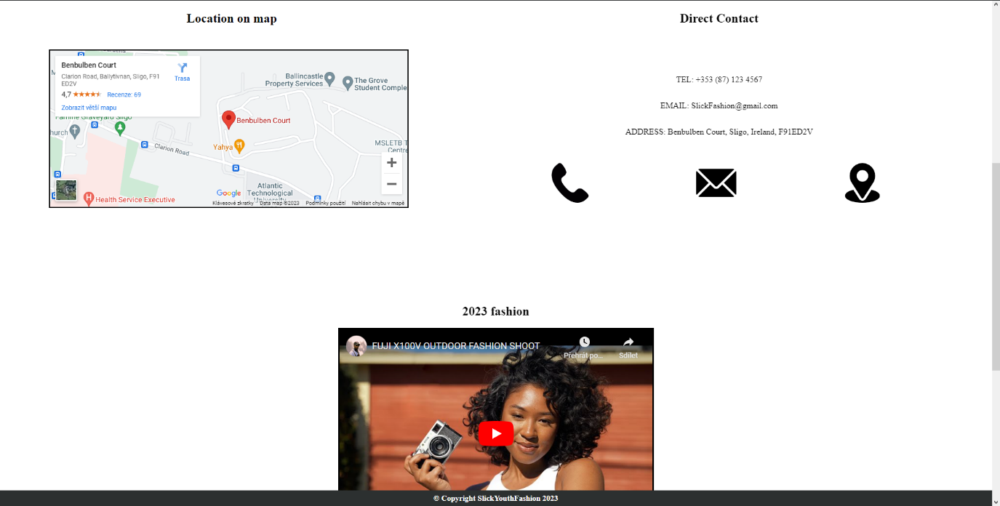 Location on map
Direct Contact
Benbulben Court
Clarion Road, Ballytivnan, Sligo, F91
ED2V
Trasa
4,7
Recenze: 69
Zobrazit větší mapu
Ballincastle
Property Services
The Grove
Student Comple
Benbulben Court
Yahya
Clarion Road
MSLETB T
Centre
hurch
Famine Graveyard Sligo
Atlantic
Technological
University
H
Health Service Executive
Google
Klávesové zkratky
Data map ©2023
Podmínky použití
Nahlásit chybu v mapě
TEL: +353 (87) 123 4567
EMAIL: SlickFashion@gmail.com
ADDRESS: Benbulben Court, Sligo, Ireland, F91ED2V
2023 fashion
FUJI X100V OUTDOOR FASHION SHOOT
Přehrát po...
Sdílet
© Copyright SlickYouthFashion 2023